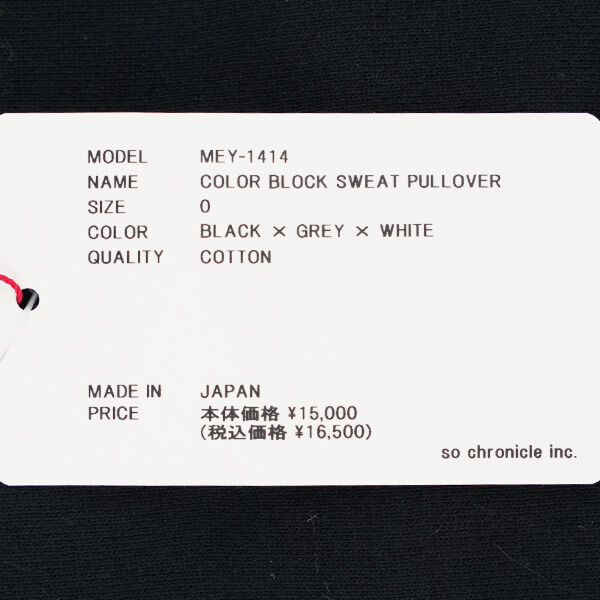 MODEL MEY-1414
NAME COLOR BLOCK SWEAT PULLOVER
SIZE 0
COLOR BLACK × GREY × WHITE
QUALITY COTTON
MADE IN JAPAN
PRICE 本体価格 ¥15,000
(税込価格 ¥16,500)
so chronicle inc.